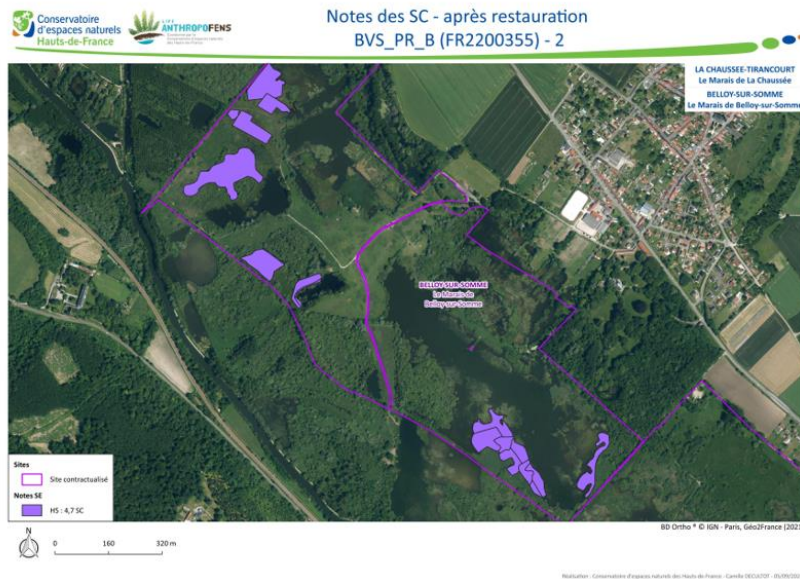 Conservatoire
d'espaces naturels
Hauts-de-France
LIFE
ANTHROPOFENS
Notes des SC - après restauration
BVS_PR_B (FR2200355) - 2
LA CHAUSSEE-TIRANCOURT
Le Marais de La Chaussée
BELLOY-SUR-SOMME
Le Marais de Belloy-sur-Somme
BELLOY-SUR-SOMME
Le Marais de
Belloy-sur-Somme
Sites
Site contractualisé
Notes SE
HS : 4,7 SC
N
0 160 320 m
BD Ortho ® © IGN - Paris, Géo2France (2021
Réalisation : Conservatoire d'espaces naturels des Hauts-de-France